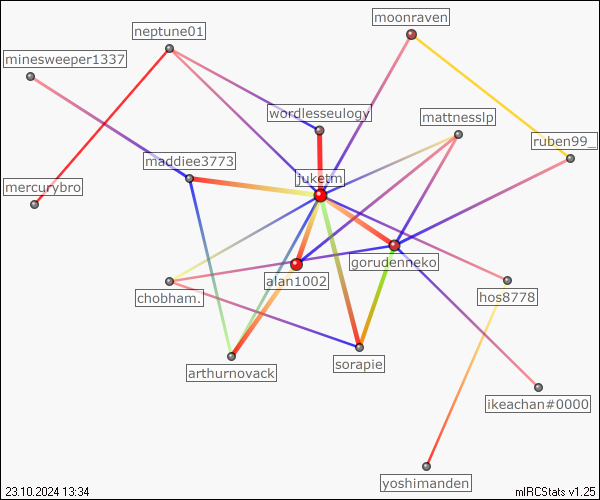 moonraven
neptune01
minesweeper1337
wordlesseulogy
mattnesslp
ruben99_
maddiee3773
juketm
mercurybro
gorudenneko
alan1002
chobham.
hos8778
sorapie
arthurnovack
ikeachan#0000
yoshimanden
23.10.2024 13:34
mIRCStats v1.25